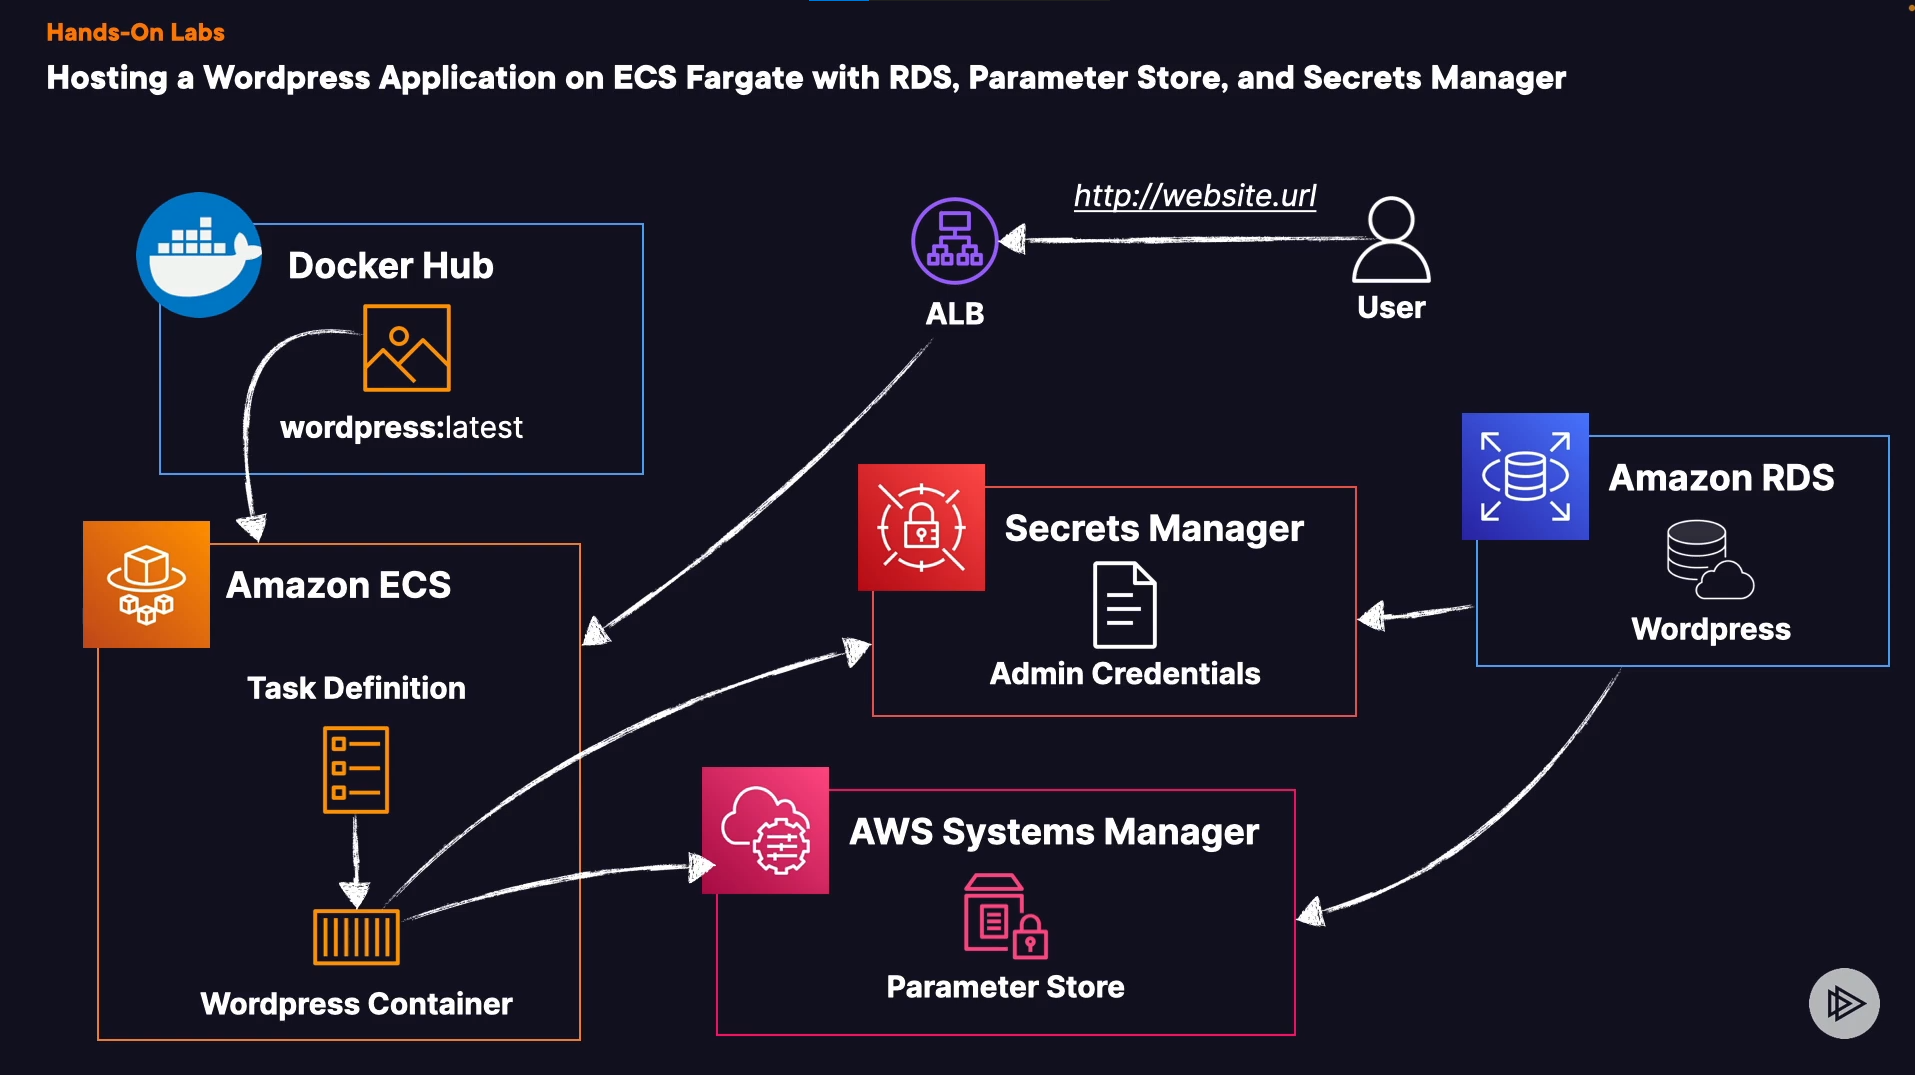 Hands-On Labs
Hosting a Wordpress Application on ECS Fargate with RDS, Parameter Store, and Secrets Manager
http://website.url
Docker Hub
wordpress:latest
ALB
User
Amazon RDS
Wordpress
Secrets Manager
Admin Credentials
Amazon ECS
Task Definition
Wordpress Container
AWS Systems Manager
Parameter Store